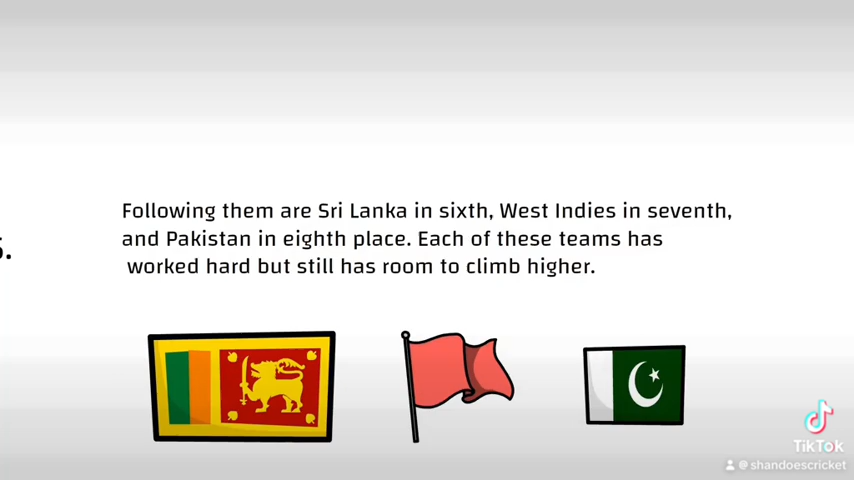 Following them are Sri Lanka in sixth, West Indies in seventh,
and Pakistan in eighth place. Each of these teams has
worked hard but still has room to climb higher.
TikTok
@shandoescricket